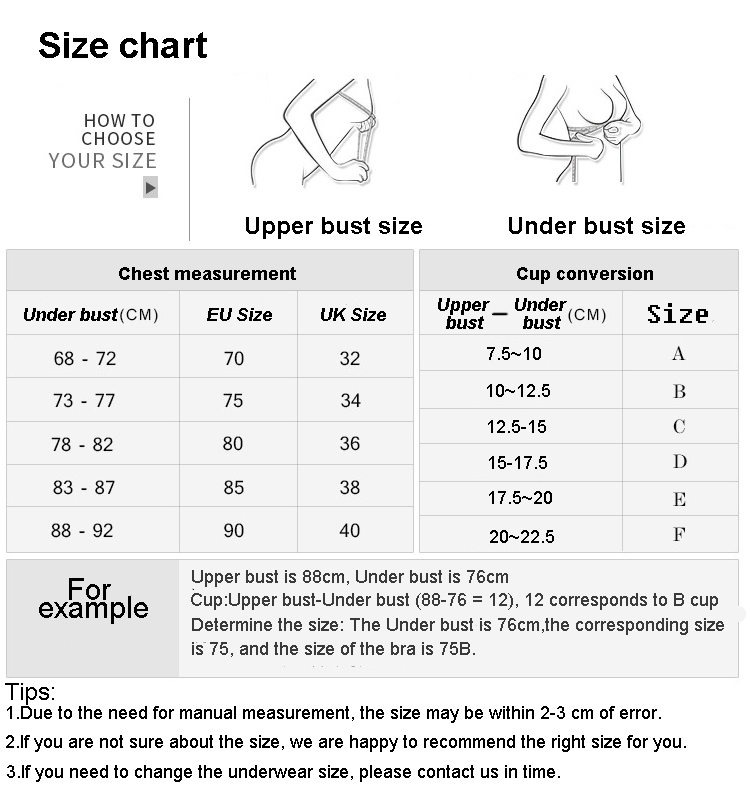 Size chart
HOW TO
CHOOSE
YOUR SIZE
Upper bust size
Under bust size
Chest measurement
Under bust(CM) EU Size UK Size
68 - 72 70 32
73 - 77 75 34
78 - 82 80 36
83 - 87 85 38
88 - 92 90 40
Cup conversion
Upper bust — Under bust (CM) Size
7.5~10 A
10~12.5 B
12.5-15 C
15-17.5 D
17.5~20 E
20~22.5 F
For
example
Upper bust is 88cm, Under bust is 76cm
Cup:Upper bust-Under bust (88-76 = 12), 12 corresponds to B cup
Determine the size: The Under bust is 76cm,the corresponding size
is 75, and the size of the bra is 75B.
Tips:
1.Due to the need for manual measurement, the size may be within 2-3 cm of error.
2.If you are not sure about the size, we are happy to recommend the right size for you.
3.If you need to change the underwear size, please contact us in time.